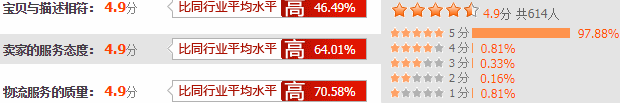 宝贝与描述相符： 4.9分 比同行业平均水平 高 46.49%
卖家的服务态度： 4.9分 比同行业平均水平 高 64.01%
物流服务的质量： 4.9分 比同行业平均水平 高 70.58%
4.9分 共614人
5 分 97.88%
4 分 0.81%
3 分 0.33%
2 分 0.16%
1 分 0.81%